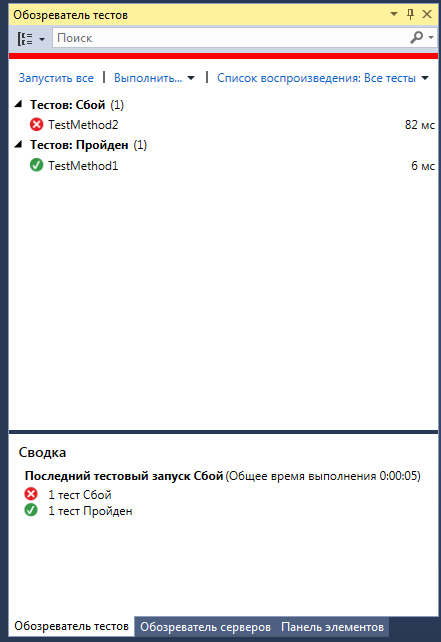 Обозреватель тестов
Поиск
Запустить все | Выполнить... | Список воспроизведения: Все тесты
Тестов: Сбой (1)
TestMethod2 82 мс
Тестов: Пройден (1)
TestMethod1 6 мс
Сводка
Последний тестовый запуск Сбой (Общее время выполнения 0:00:05)
1 тест Сбой
1 тест Пройден
Обозреватель тестов Обозреватель серверов Панель элементов